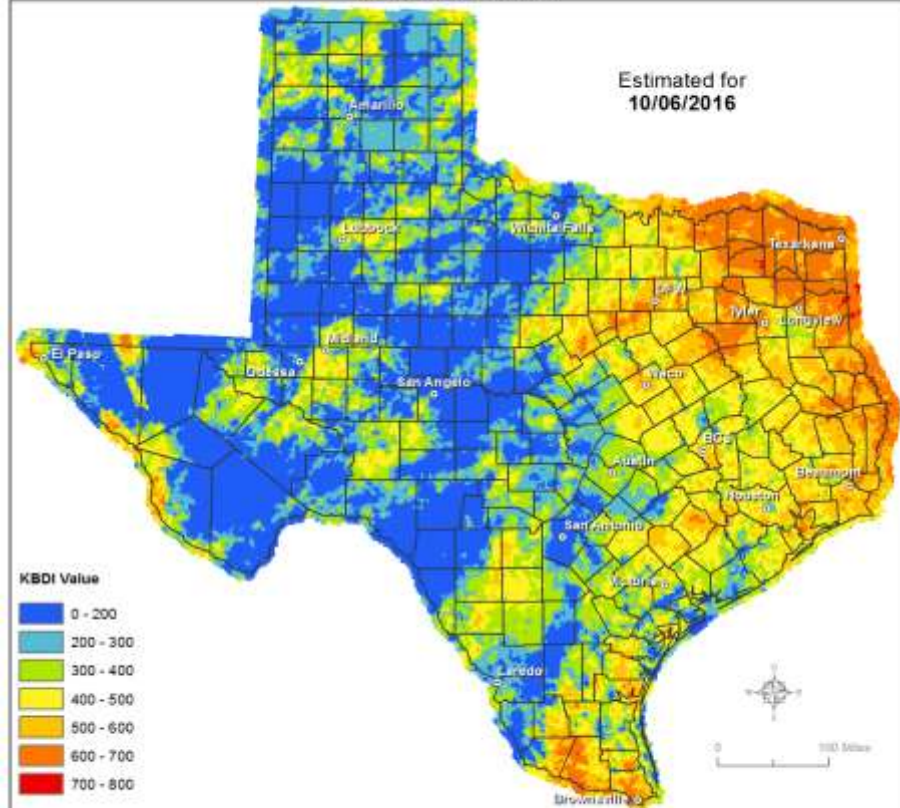 Estimated for
10/06/2016
Amarillo
Lubbock
Wichita Falls
Texarkana
DFW
Tyler
Longview
El Paso
Midland
Odessa
San Angelo
Waco
BCS
Austin
Beaumont
Houston
San Antonio
Victoria
Laredo
Brownsville
KBDI Value
0 - 200
200 - 300
300 - 400
400 - 500
500 - 600
600 - 700
700 - 800
0
Miles